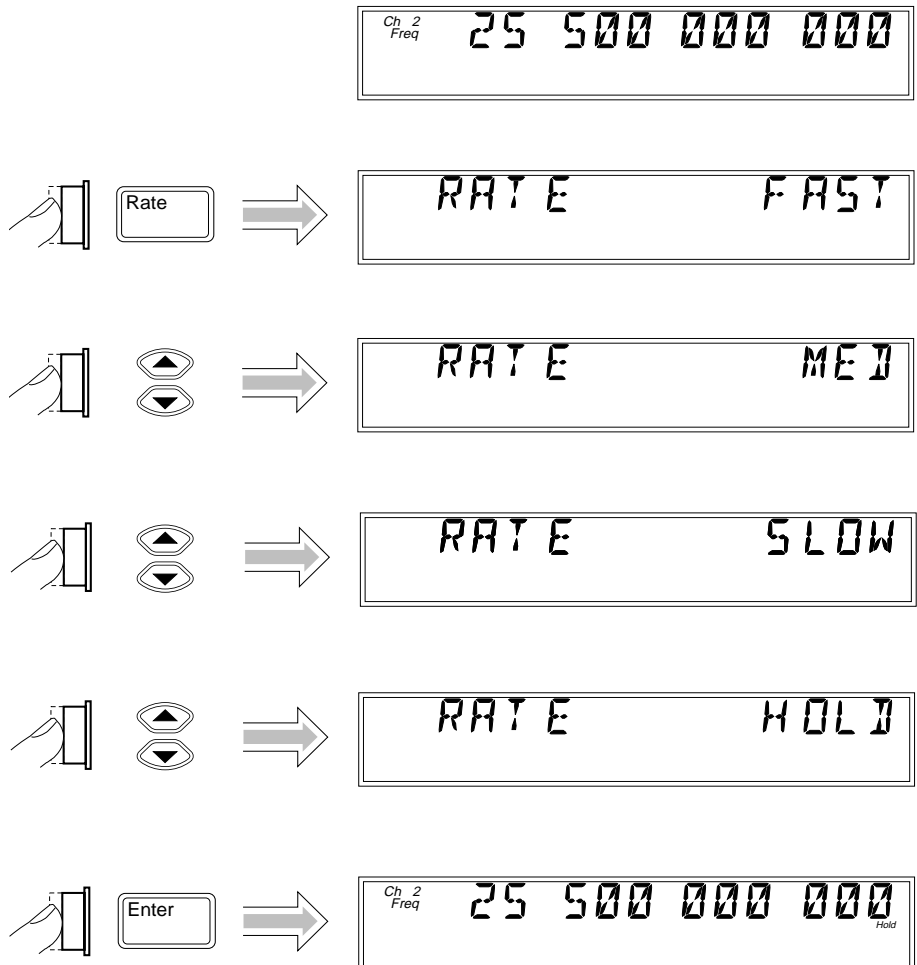 Ch 2
Freq
25 500 000 000
Rate
RATE FAST
RATE MED
RATE SLOW
RATE HOLD
Enter
Ch 2
Freq
25 500 000 000
Hold